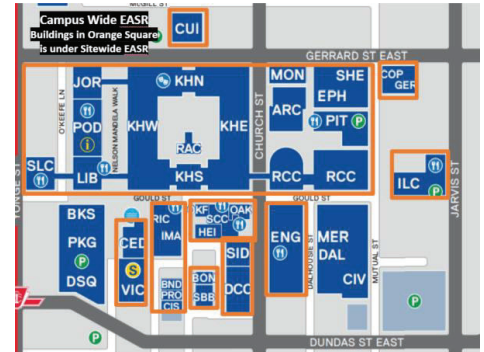 McGILL ST
Campus Wide EASR
Buildings in Orange Square
is under Sitewide EASR
CUI
GERRARD ST EAST
JOR
KHN
MON
SHE
COP
GER
O'KEEFE LN
NELSON MANDELA WALK
CHURCH ST
EPH
POD
i
KHW
KHE
ARC
PIT
P
RAC
SLC
LIB
KHS
RCC
RCC
ILC
P
YONGE ST
JARVIS ST
GOULD ST
GOULD ST
BKS
RIC
KF
OAK
SCC
HEI
ENG
MER
CED
IMA
PKG
SID
DAL
P
S
DALHOUSIE ST
MUTUAL ST
DSQ
VIC
BND
PRO
CIS
BON
SBB
OCC
CIV
P
P
DUNDAS ST EAST